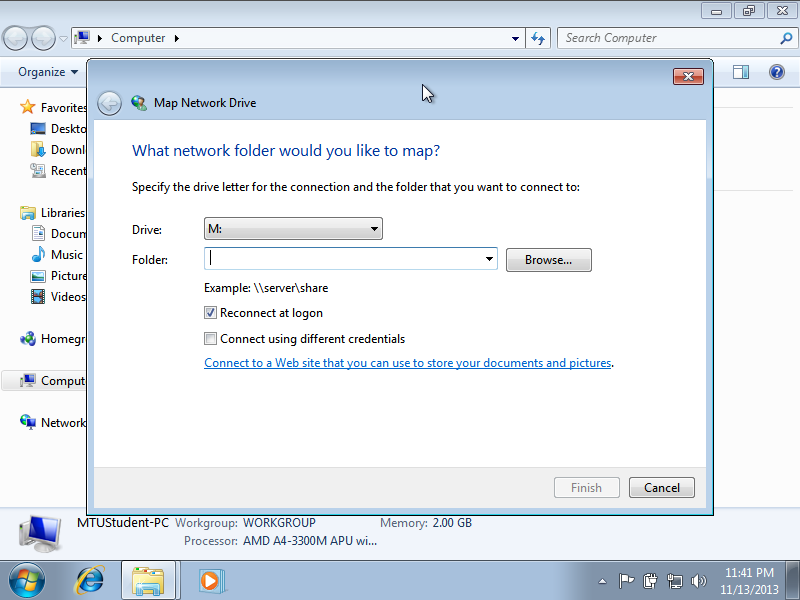 Computer
Search Computer
Organize
Map Network Drive
Favorites
Deskto
Downl
Recent
Libraries
Docum
Music
Picture
Videos
Homegr
Comput
Network
What network folder would you like to map?
Specify the drive letter for the connection and the folder that you want to connect to:
Drive: M:
Folder: Browse...
Example: \\server\share
Reconnect at logon
Connect using different credentials
Connect to a Web site that you can use to store your documents and pictures.
Finish Cancel
MTUStudent-PC Workgroup: WORKGROUP Memory: 2.00 GB
Processor: AMD A4-3300M APU wi...
11:41 PM
11/13/2013